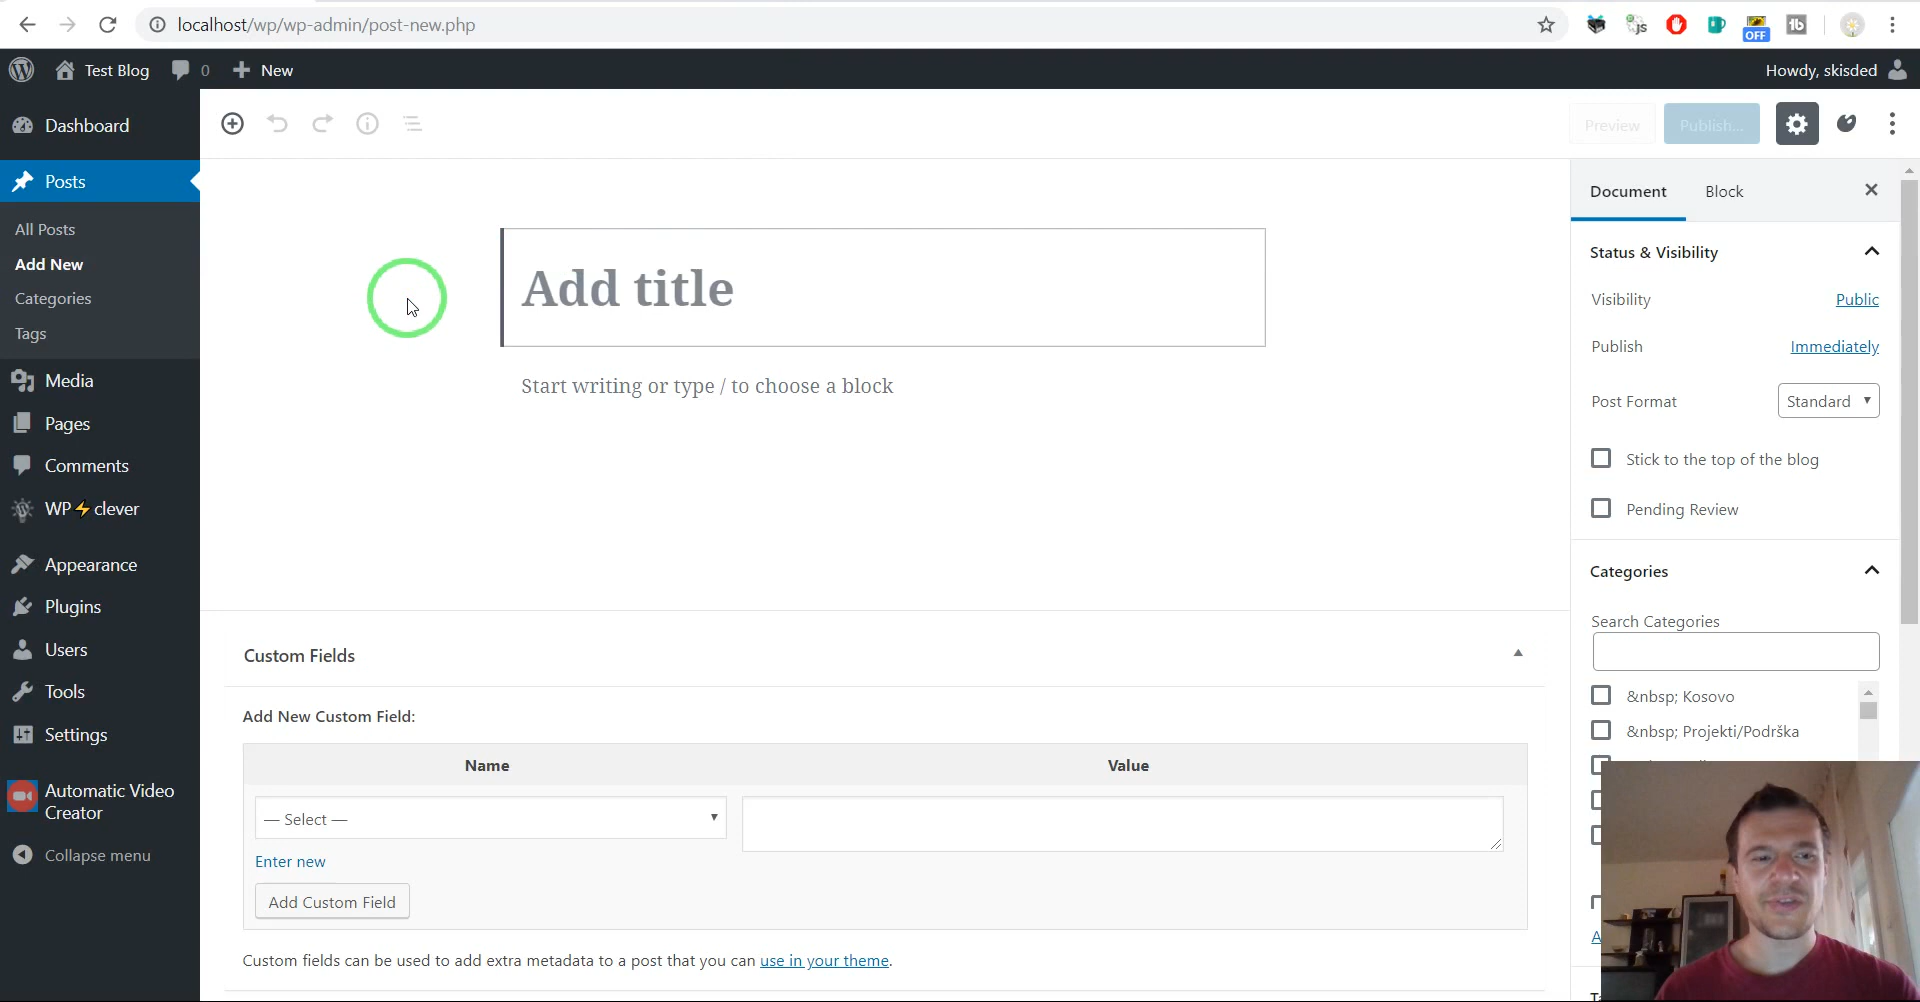 localhost/wp/wp-admin/post-new.php
JS
OFF
Test Blog
0
New
Howdy, skisded
Dashboard
Posts
All Posts
Add New
Categories
Tags
Media
Pages
Comments
WP⚡clever
Appearance
Plugins
Users
Tools
Settings
Automatic Video
Creator
Collapse menu
Preview
Publish...
Add title
Start writing or type / to choose a block
Custom Fields
Add New Custom Field:
Name
Value
— Select —
Enter new
Add Custom Field
Custom fields can be used to add extra metadata to a post that you can use in your theme.
Document
Block
Status & Visibility
Visibility
Public
Publish
Immediately
Post Format
Standard
Stick to the top of the blog
Pending Review
Categories
Search Categories
&nbsp; Kosovo
&nbsp; Projekti/Podrška